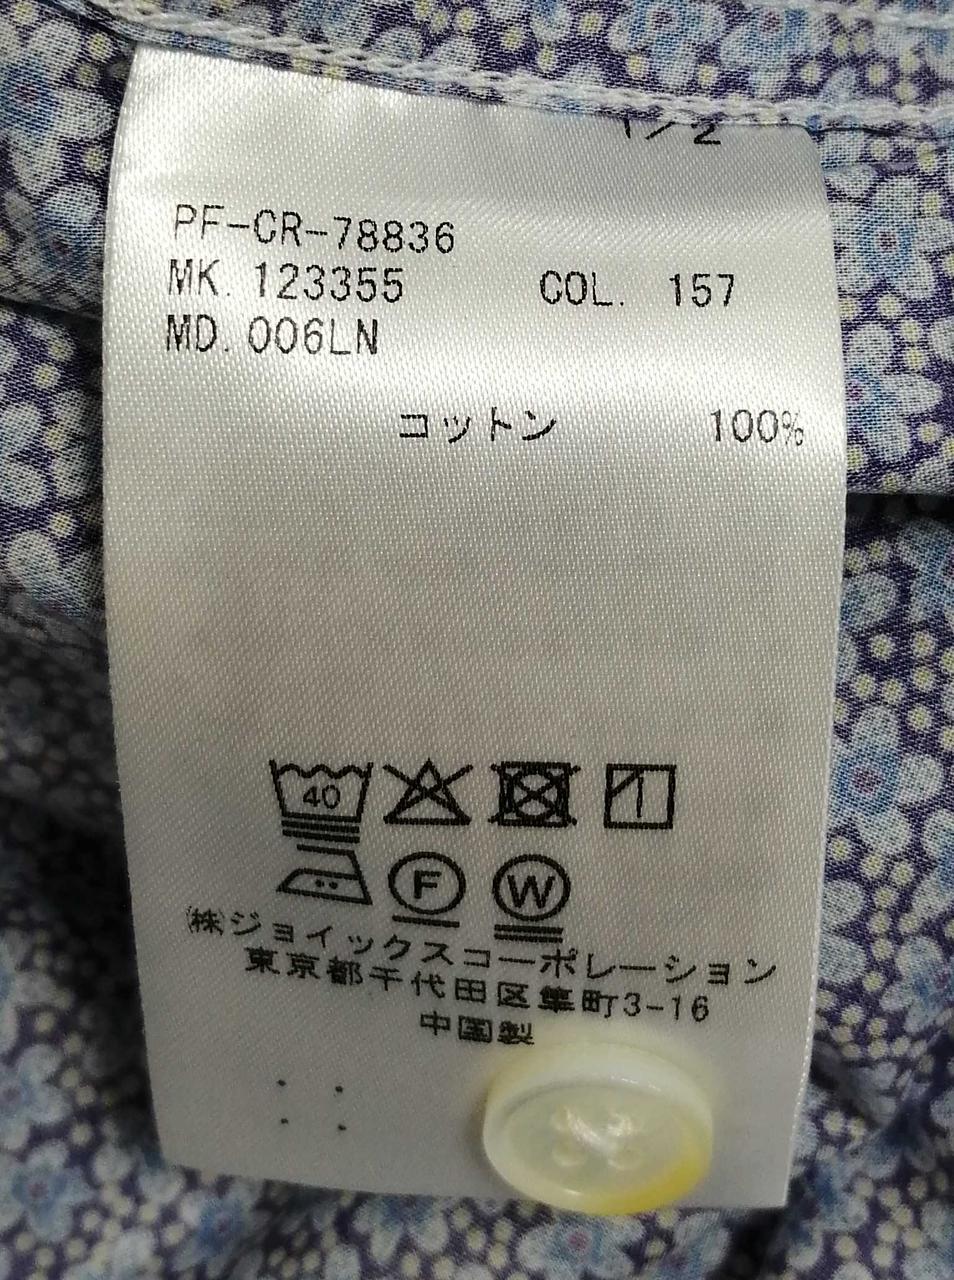 1/2
PF-CR-78836
MK. 123355 COL. 157
MD. 006LN
コットン 100%
40
F W
㈱ジョイックスコーポレーション
東京都千代田区隼町3-16
中国製